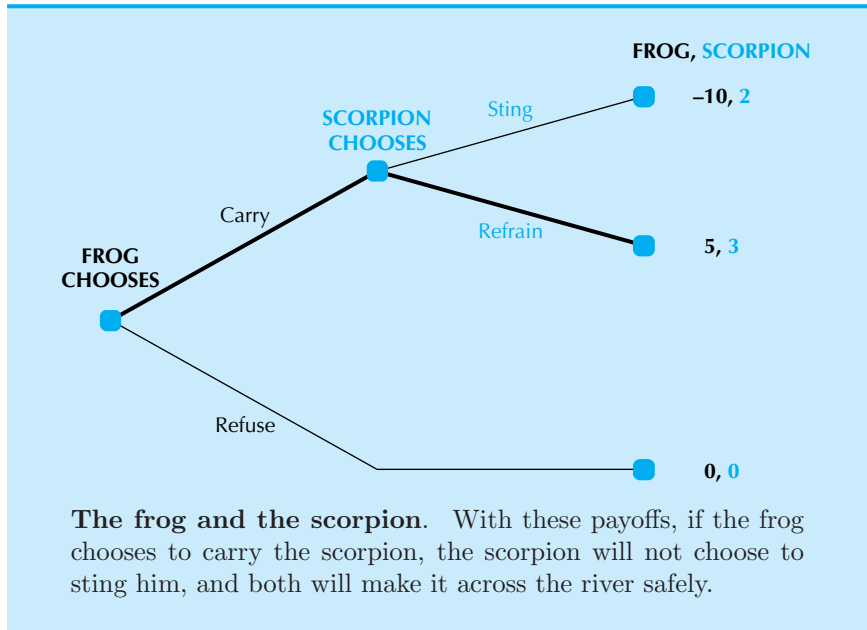 FROG, SCORPION
Sting
–10, 2
SCORPION
CHOOSES
Carry
Refrain
5, 3
FROG
CHOOSES
Refuse
0, 0
The frog and the scorpion. With these payoffs, if the frog
chooses to carry the scorpion, the scorpion will not choose to
sting him, and both will make it across the river safely.